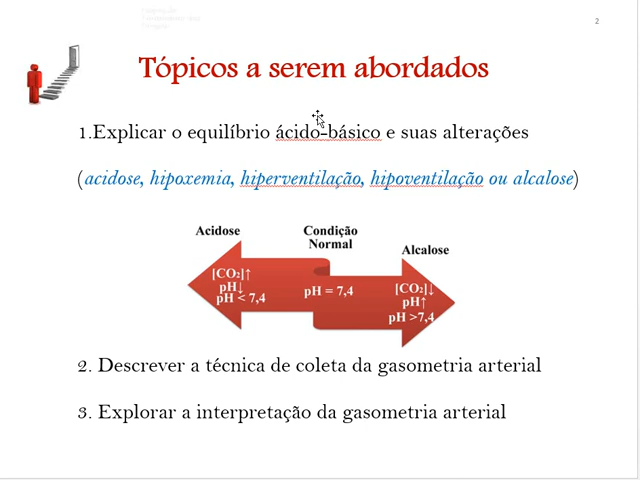 2
Tópicos a serem abordados
1.Explicar o equilíbrio ácido-básico e suas alterações
(acidose, hipoxemia, hiperventilação, hipoventilação ou alcalose)
Acidose
Condição
Normal
Alcalose
[CO₂]↑
pH↓
pH < 7,4
pH = 7,4
[CO₂]↓
pH↑
pH >7,4
2. Descrever a técnica de coleta da gasometria arterial
3. Explorar a interpretação da gasometria arterial